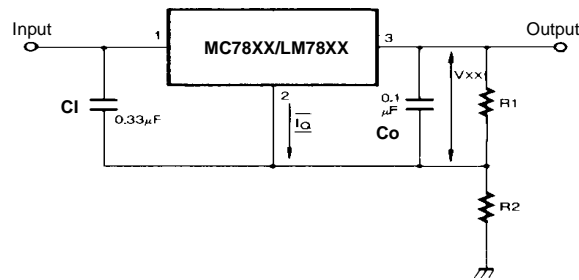 Input
Output
1
MC78XX/LM78XX
3
2
IQ
CI
0.33µF
0.1
µF
Co
Vxx
R1
R2